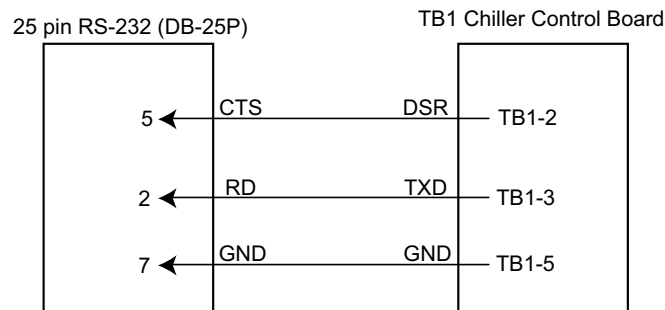 25 pin RS-232 (DB-25P)
TB1 Chiller Control Board
5 CTS DSR TB1-2
2 RD TXD TB1-3
7 GND GND TB1-5